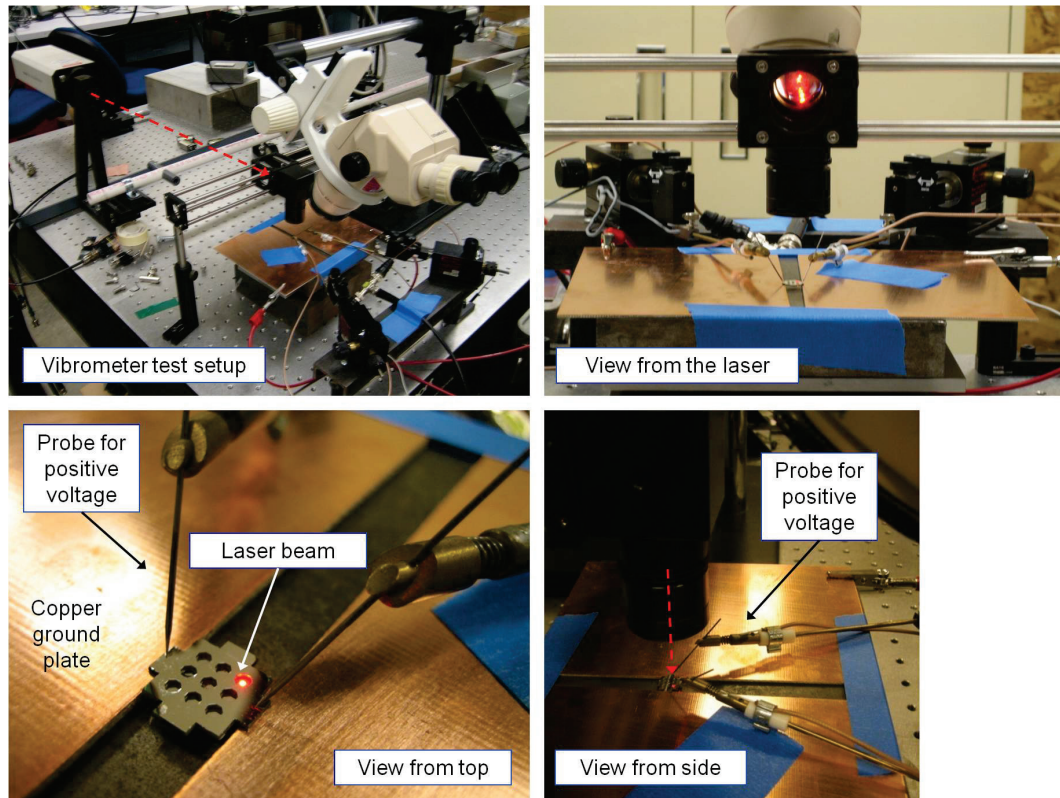 Vibrometer test setup
View from the laser
Probe for
positive
voltage
Laser beam
Copper
ground
plate
View from top
Probe for
positive
voltage
View from side